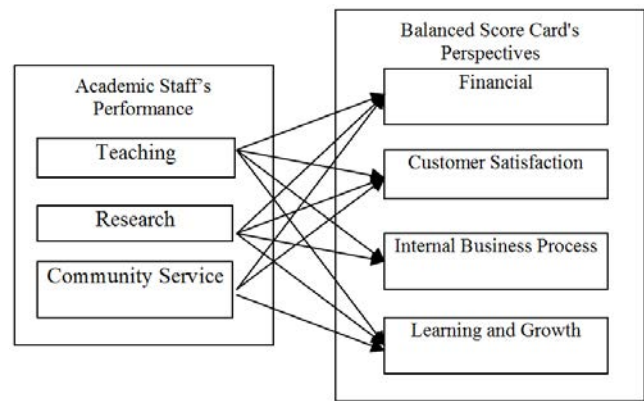 Academic Staff's
Performance
Teaching
Research
Community Service
Balanced Score Card's
Perspectives
Financial
Customer Satisfaction
Internal Business Process
Learning and Growth